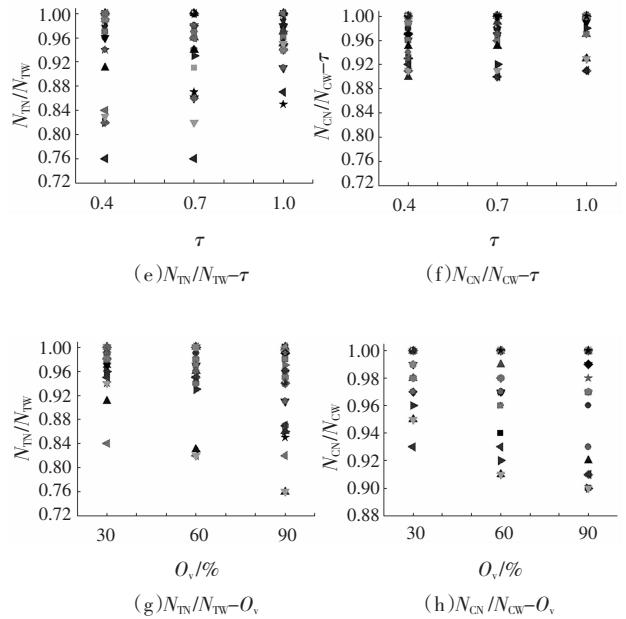 N_TN/N_TW
1.00
0.96
0.92
0.88
0.84
0.80
0.76
0.72
0.4 0.7 1.0
τ
(e)N_TN/N_TW-τ
N_CN/N_CW-τ
1.00
0.96
0.92
0.88
0.84
0.80
0.76
0.72
0.4 0.7 1.0
τ
(f)N_CN/N_CW-τ
N_TN/N_TW
1.00
0.96
0.92
0.88
0.84
0.80
0.76
0.72
30 60 90
O_v/%
(g)N_TN/N_TW-O_v
N_CN/N_CW
1.00
0.98
0.96
0.94
0.92
0.90
0.88
30 60 90
O_v/%
(h)N_CN/N_CW-O_v